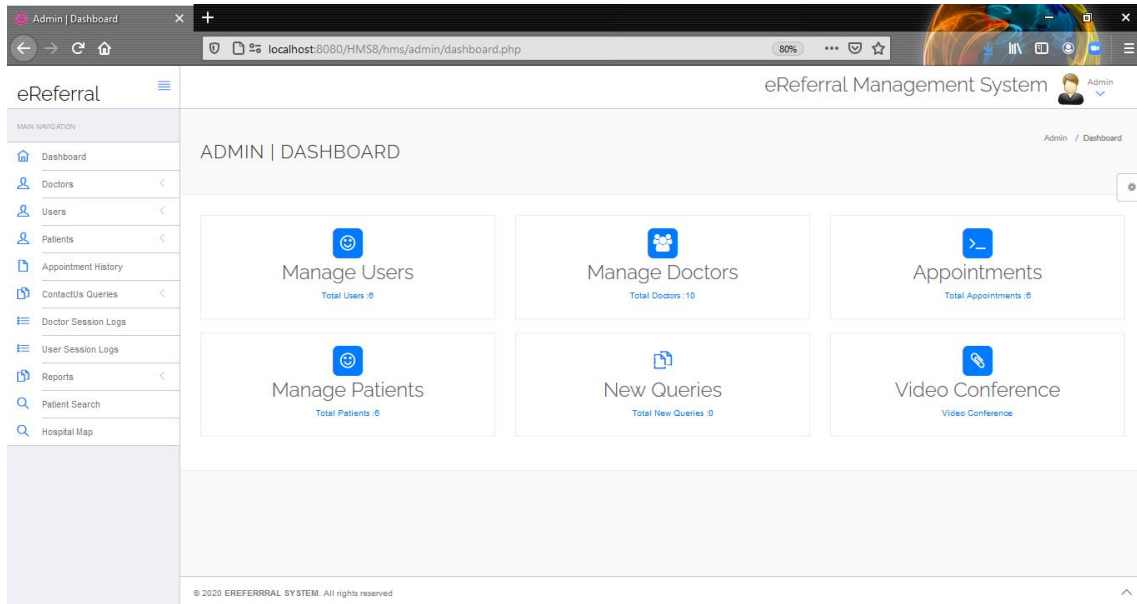 Admin | Dashboard
localhost:8080/HMS8/hms/admin/dashboard.php
80%
eReferral
eReferral Management System
Admin
MAIN NAVIGATION
Dashboard
Doctors
Users
Patients
Appointment History
ContactUs Queries
Doctor Session Logs
User Session Logs
Reports
Patient Search
Hospital Map
ADMIN | DASHBOARD
Admin / Dashboard
Manage Users
Total Users :6
Manage Doctors
Total Doctors :10
Appointments
Total Appointments :6
Manage Patients
Total Patients :6
New Queries
Total New Queries :0
Video Conference
Video Conference
© 2020 EREFERRRAL SYSTEM. All rights reserved